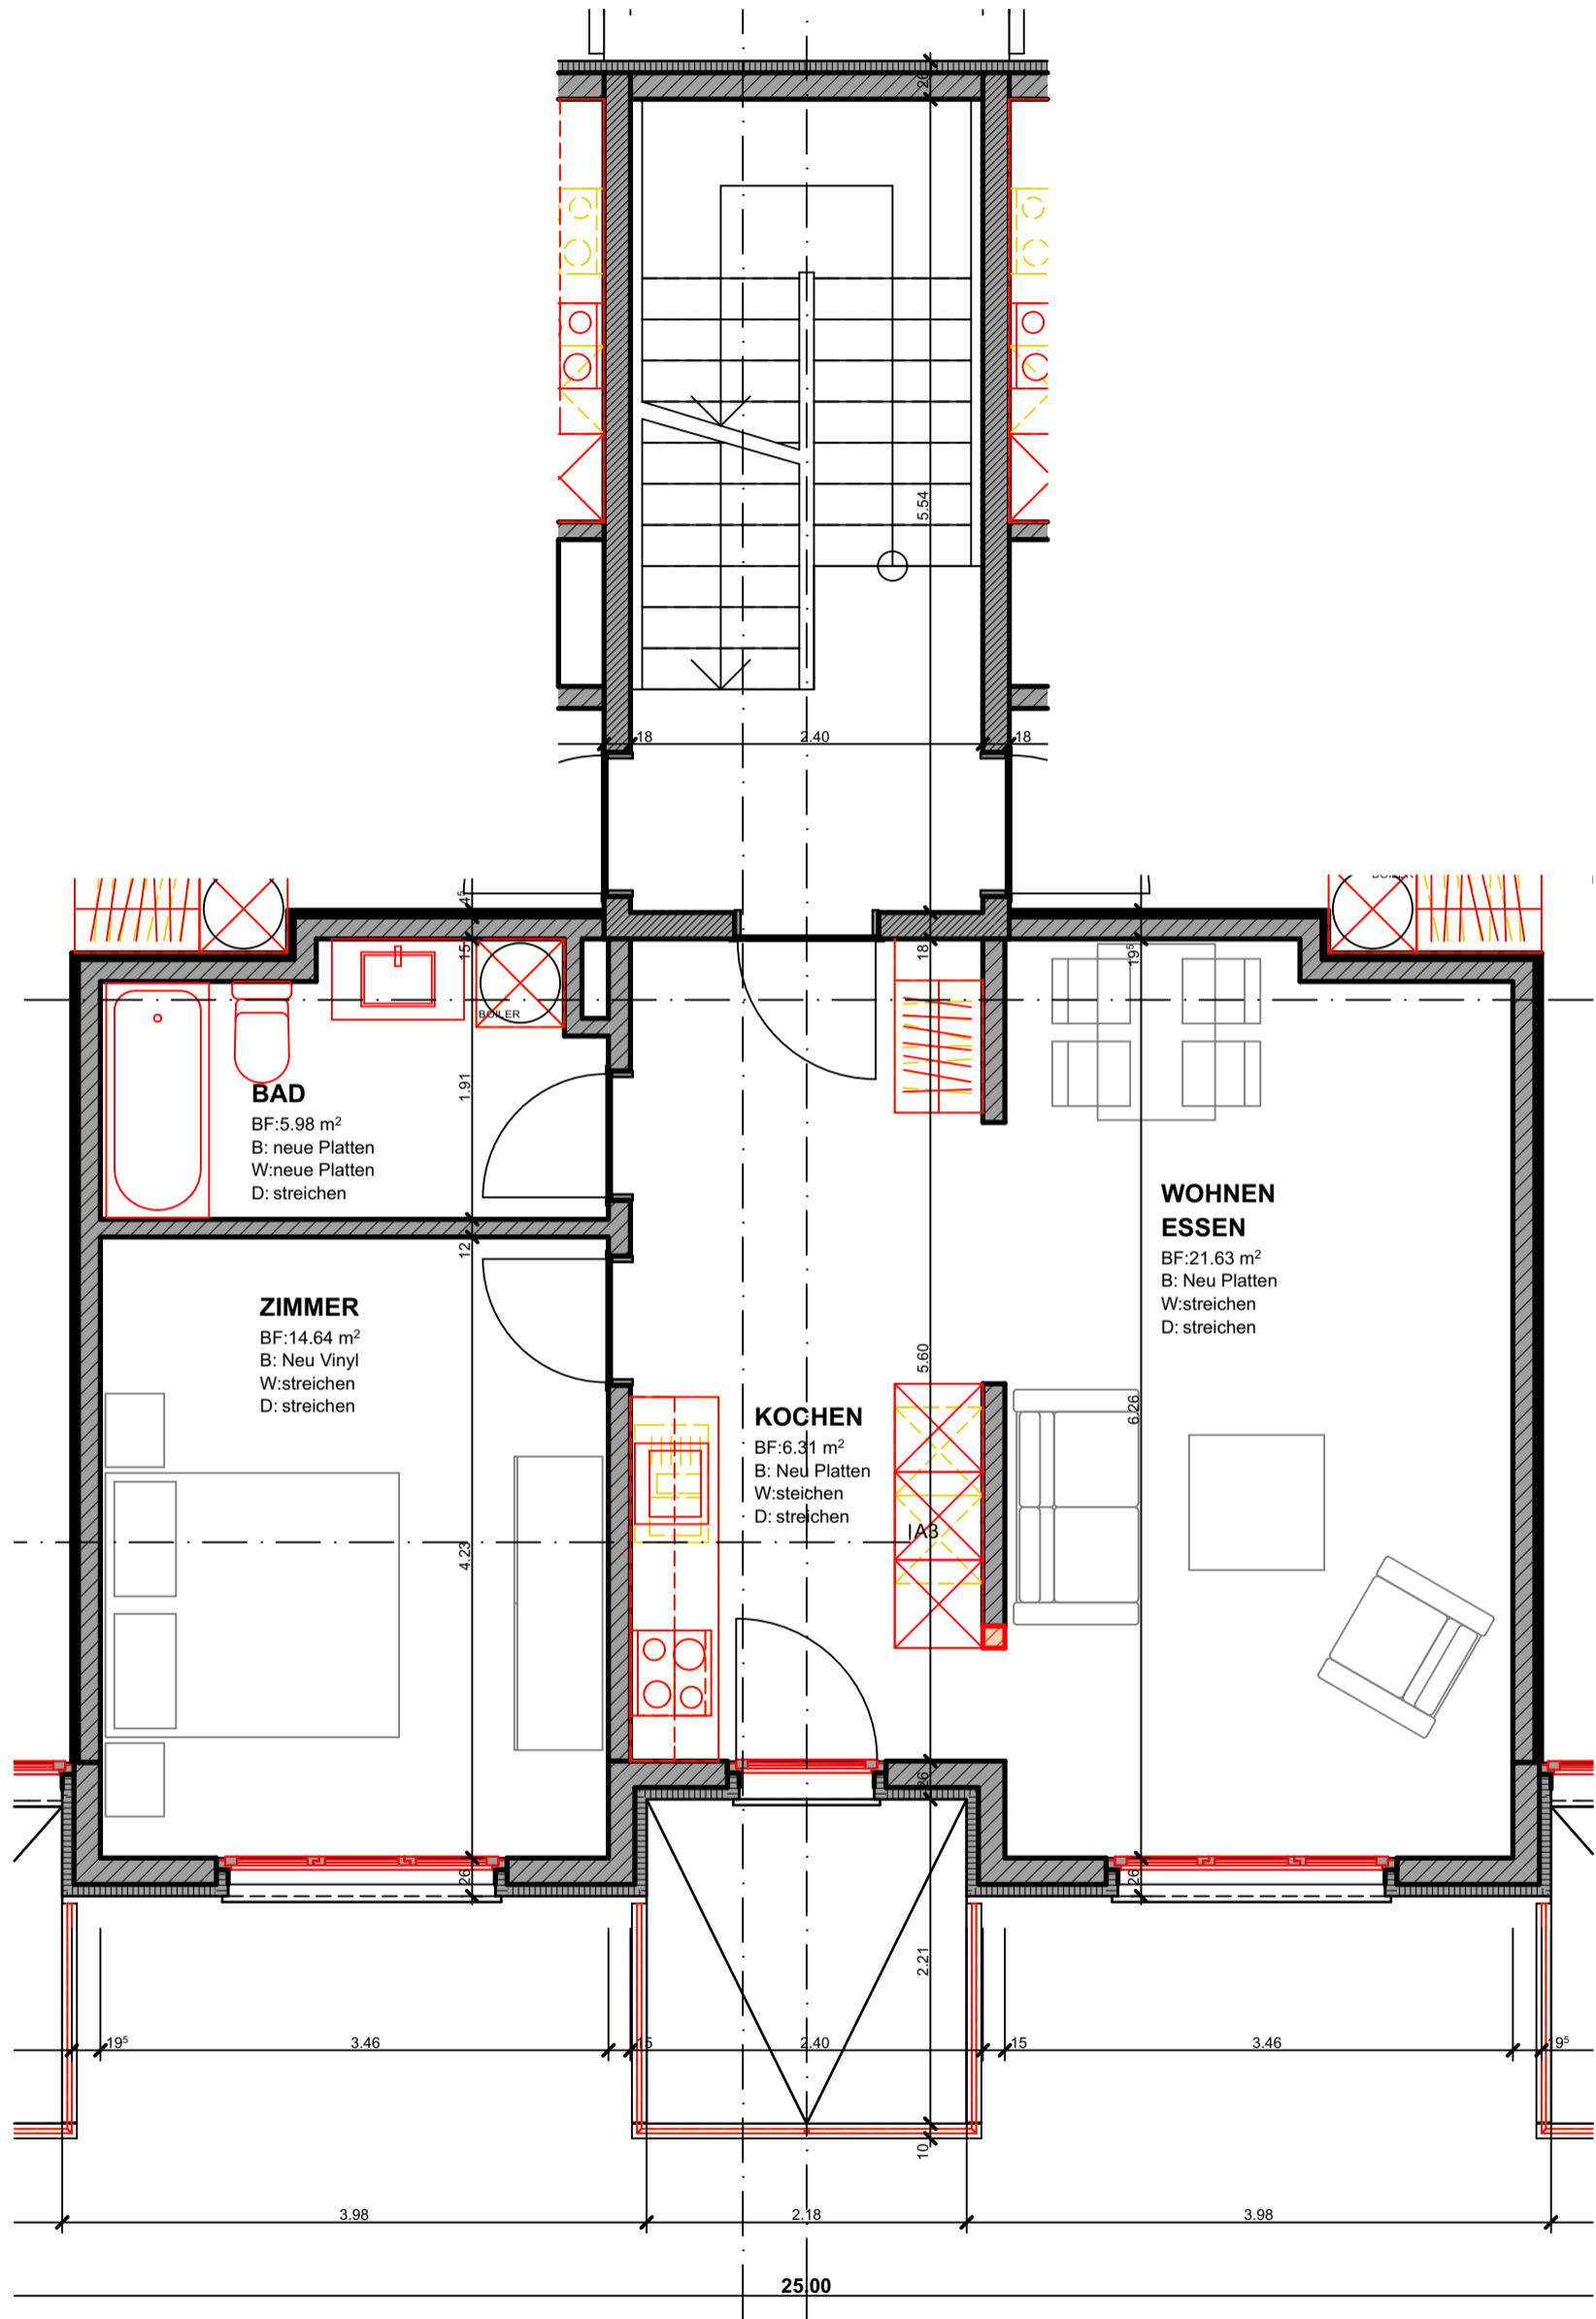 26
5.54
18 2.40 18
BOILER
4⁵
15
18
19⁵
BOILER
BAD
BF:5.98 m²
B: neue Platten
W:neue Platten
D: streichen
1.91
12
WOHNEN
ESSEN
BF:21.63 m²
B: Neu Platten
W:streichen
D: streichen
ZIMMER
BF:14.64 m²
B: Neu Vinyl
W:streichen
D: streichen
5.60
6.26
KOCHEN
BF:6.31 m²
B: Neu Platten
W:steichen
D: streichen
|A3
4.23
26
26
26
2.21
19⁵ 3.46 15 2.40 15 3.46 19⁵
10
3.98 2.18 3.98
25.00